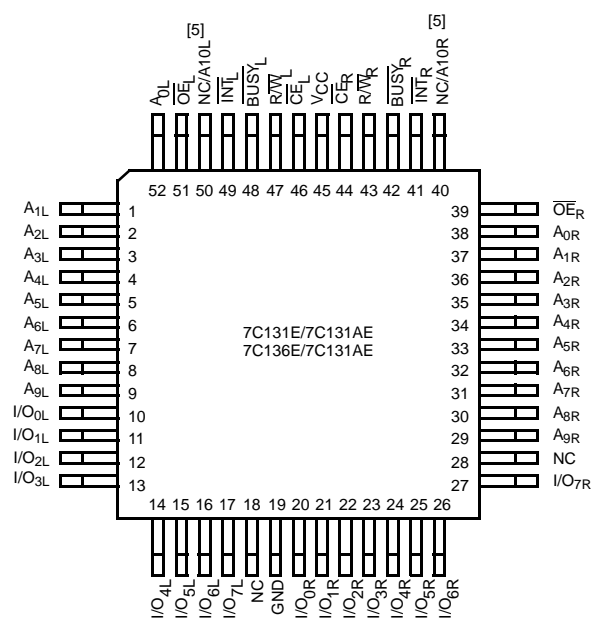 [5]
[5]
A0L
OEL
NC/A10L
INTL
BUSYL
R/WL
CEL
VCC
CER
R/WR
BUSYR
INTR
NC/A10R
52 51 50 49 48 47 46 45 44 43 42 41 40
A1L 1
A2L 2
A3L 3
A4L 4
A5L 5
A6L 6
A7L 7
A8L 8
A9L 9
I/O0L 10
I/O1L 11
I/O2L 12
I/O3L 13
7C131E/7C131AE
7C136E/7C131AE
39 OER
38 A0R
37 A1R
36 A2R
35 A3R
34 A4R
33 A5R
32 A6R
31 A7R
30 A8R
29 A9R
28 NC
27 I/O7R
14 15 16 17 18 19 20 21 22 23 24 25 26
I/O4L
I/O5L
I/O6L
I/O7L
NC
GND
I/O0R
I/O1R
I/O2R
I/O3R
I/O4R
I/O5R
I/O6R